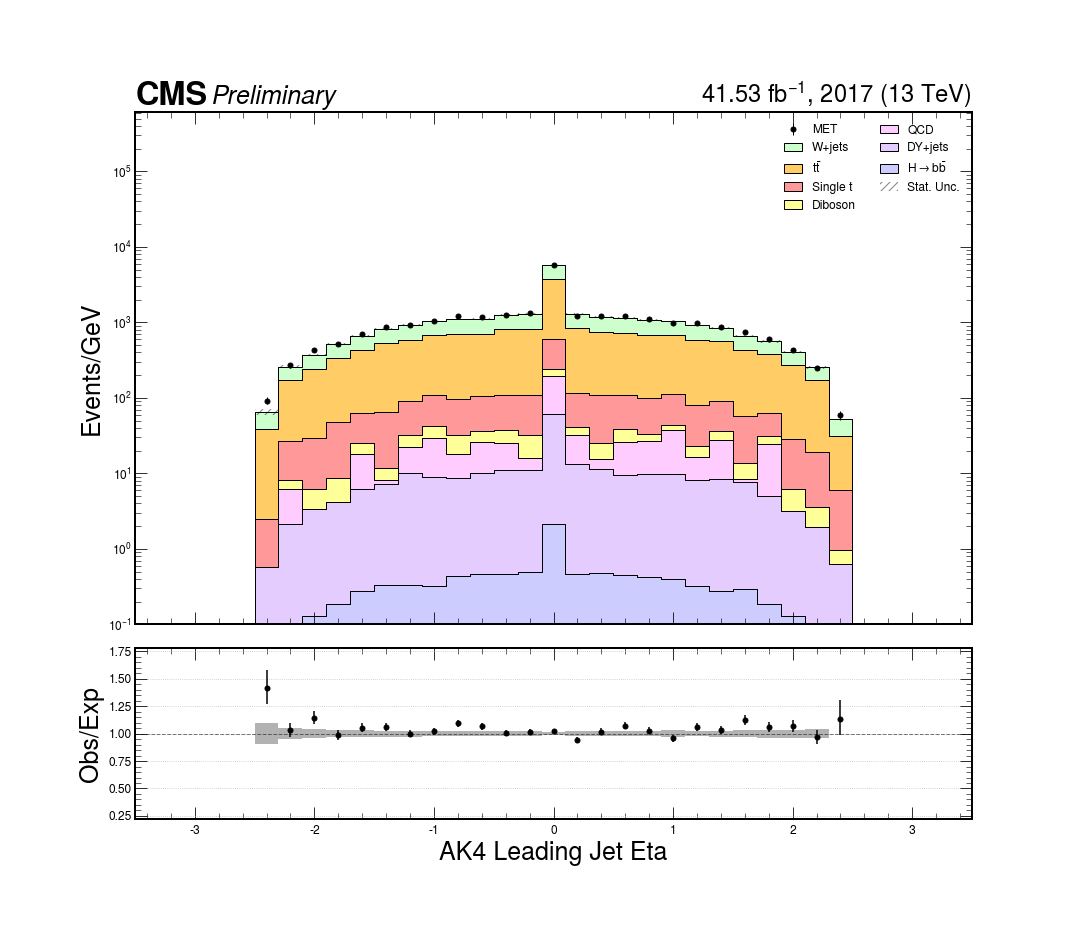 CMS Preliminary
41.53 fb⁻¹, 2017 (13 TeV)
MET
W+jets
tt̄
Single t
Diboson
QCD
DY+jets
H→bb̄
Stat. Unc.
Events/GeV
10⁵
10⁴
10³
10²
10¹
10⁰
10⁻¹
Obs/Exp
1.75
1.50
1.25
1.00
0.75
0.50
0.25
-3 -2 -1 0 1 2 3
AK4 Leading Jet Eta